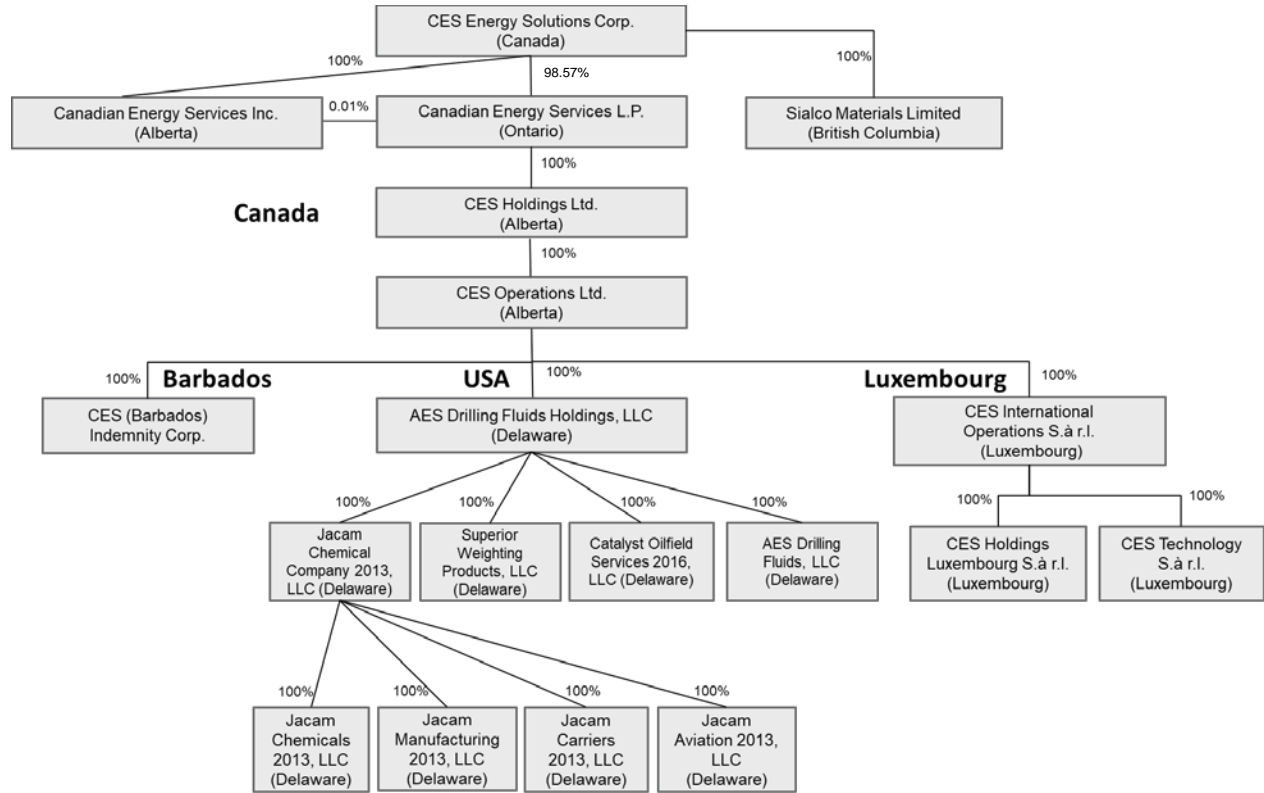 CES Energy Solutions Corp.
(Canada)
100%
98.57%
100%
Canadian Energy Services Inc.
(Alberta)
0.01%
Canadian Energy Services L.P.
(Ontario)
Sialco Materials Limited
(British Columbia)
100%
Canada
CES Holdings Ltd.
(Alberta)
100%
CES Operations Ltd.
(Alberta)
100%
Barbados
USA
100%
Luxembourg
100%
CES (Barbados)
Indemnity Corp.
AES Drilling Fluids Holdings, LLC
(Delaware)
CES International
Operations S.à r.l.
(Luxembourg)
100%
100%
100%
100%
100%
100%
Jacam
Chemical
Company 2013,
LLC (Delaware)
Superior
Weighting
Products, LLC
(Delaware)
Catalyst Oilfield
Services 2016,
LLC (Delaware)
AES Drilling
Fluids, LLC
(Delaware)
CES Holdings
Luxembourg S.à r.l.
(Luxembourg)
CES Technology
S.à r.l.
(Luxembourg)
100%
100%
100%
100%
Jacam
Chemicals
2013, LLC
(Delaware)
Jacam
Manufacturing
2013, LLC
(Delaware)
Jacam
Carriers
2013, LLC
(Delaware)
Jacam
Aviation 2013,
LLC
(Delaware)